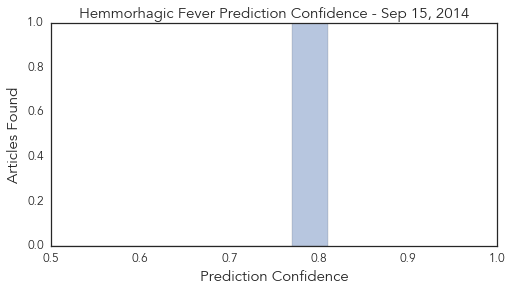 Hemmorhagic Fever Prediction Confidence - Sep 15, 2014
Articles Found
1.0
0.8
0.6
0.4
0.2
0.0
0.5 0.6 0.7 0.8 0.9 1.0
Prediction Confidence